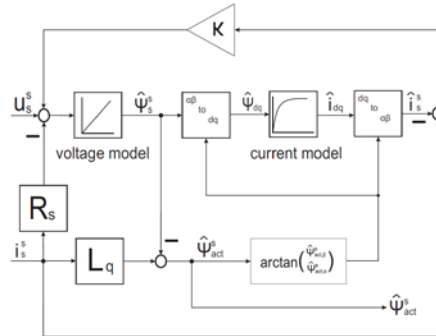 K
u_s^s
−
ψ̂_s^s
αβ to dq
ψ̂_dq
î_dq
dq to αβ
î_s^s
−
voltage model
current model
R_s
−
i_s^s
L_q
ψ̂_act^s
arctan(ψ̂_act,β^s / ψ̂_act,α^s)
ψ̂_act^s